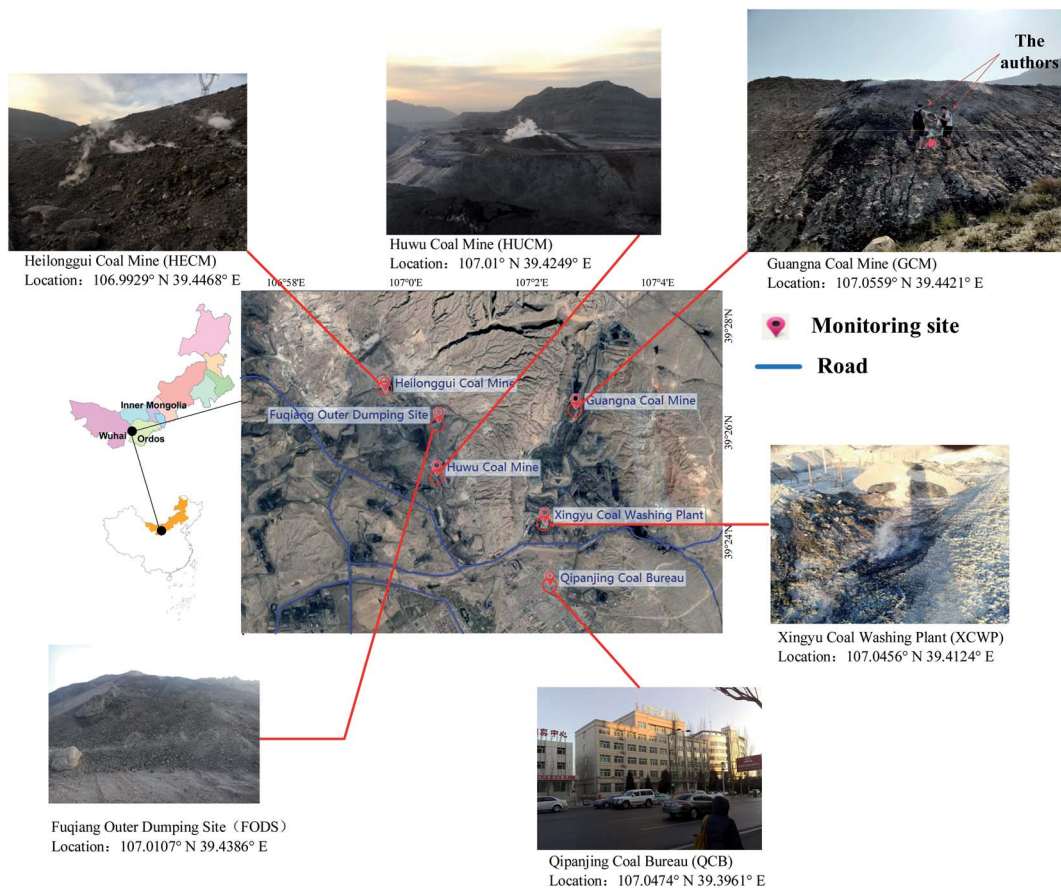 The
authors
Heilonggui Coal Mine (HECM)
Location：106.9929° N 39.4468° E
Huwu Coal Mine (HUCM)
Location：107.01° N 39.4249° E
Guangna Coal Mine (GCM)
Location：107.0559° N 39.4421° E
106°58′E
107°0′E
107°2′E
107°4′E
39°28′N
39°26′N
39°24′N
Monitoring site
Road
Heilonggui Coal Mine
Guangna Coal Mine
Fuqiang Outer Dumping Site
Huwu Coal Mine
Xingyu Coal Washing Plant
Qipanjing Coal Bureau
Inner Mongolia
Wuhai
Ordos
Xingyu Coal Washing Plant (XCWP)
Location：107.0456° N 39.4124° E
Fuqiang Outer Dumping Site（FODS）
Location：107.0107° N 39.4386° E
中心
Qipanjing Coal Bureau (QCB)
Location：107.0474° N 39.3961° E